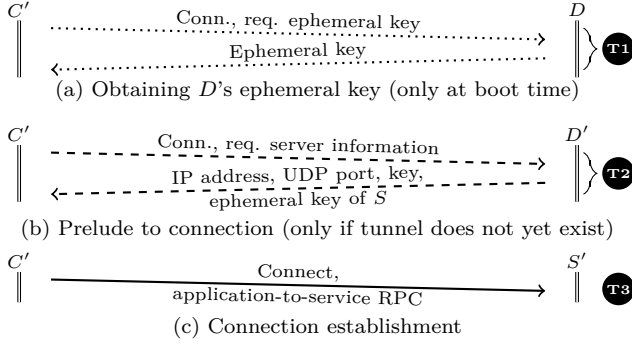 C′ D
Conn., req. ephemeral key
T1
Ephemeral key
(a) Obtaining D's ephemeral key (only at boot time)
C′ D′
Conn., req. server information
T2
IP address, UDP port, key,
ephemeral key of S
(b) Prelude to connection (only if tunnel does not yet exist)
C′ S′
Connect,
T3
application-to-service RPC
(c) Connection establishment